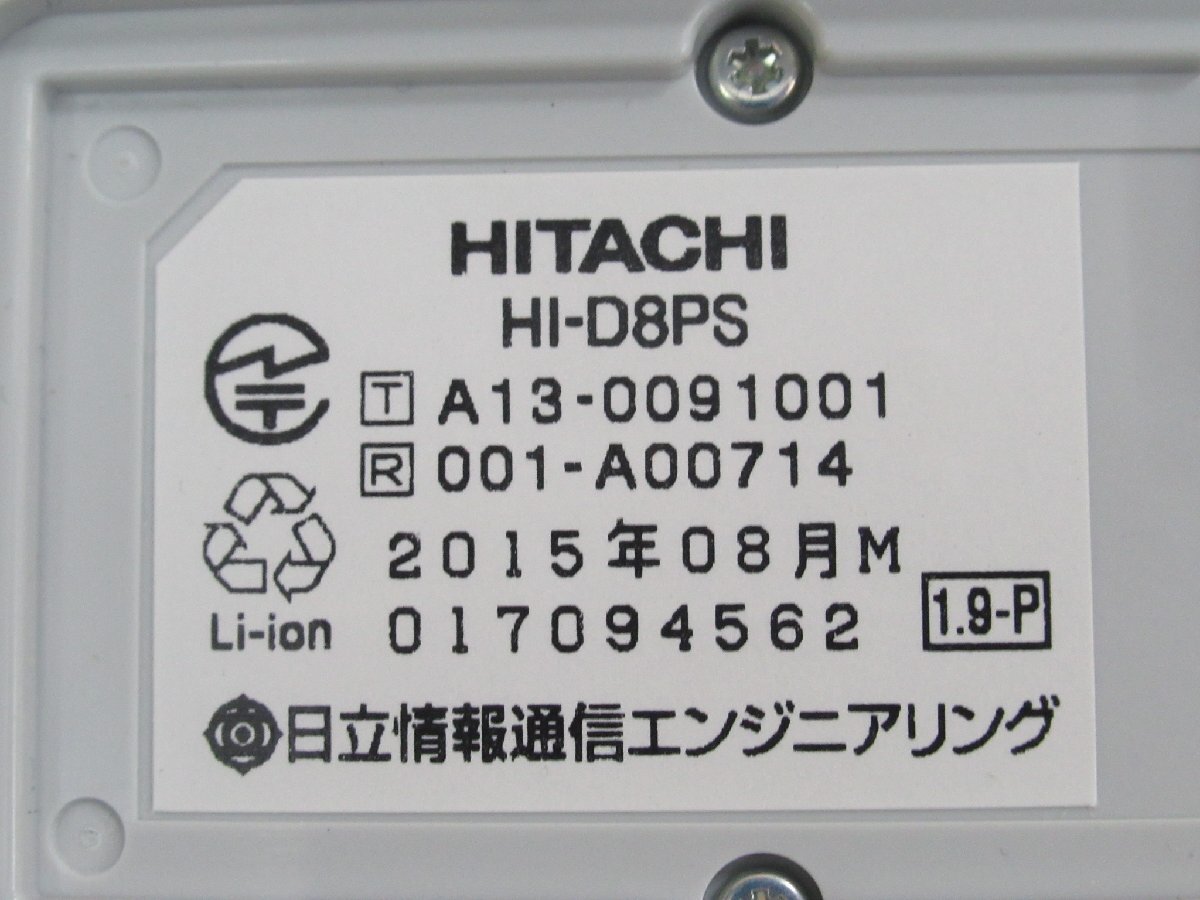 HITACHI
HI-D8PS
T A13-0091001
R 001-A00714
2015年08月M
Li-ion 017094562 1.9-P
日立情報通信エンジニアリング